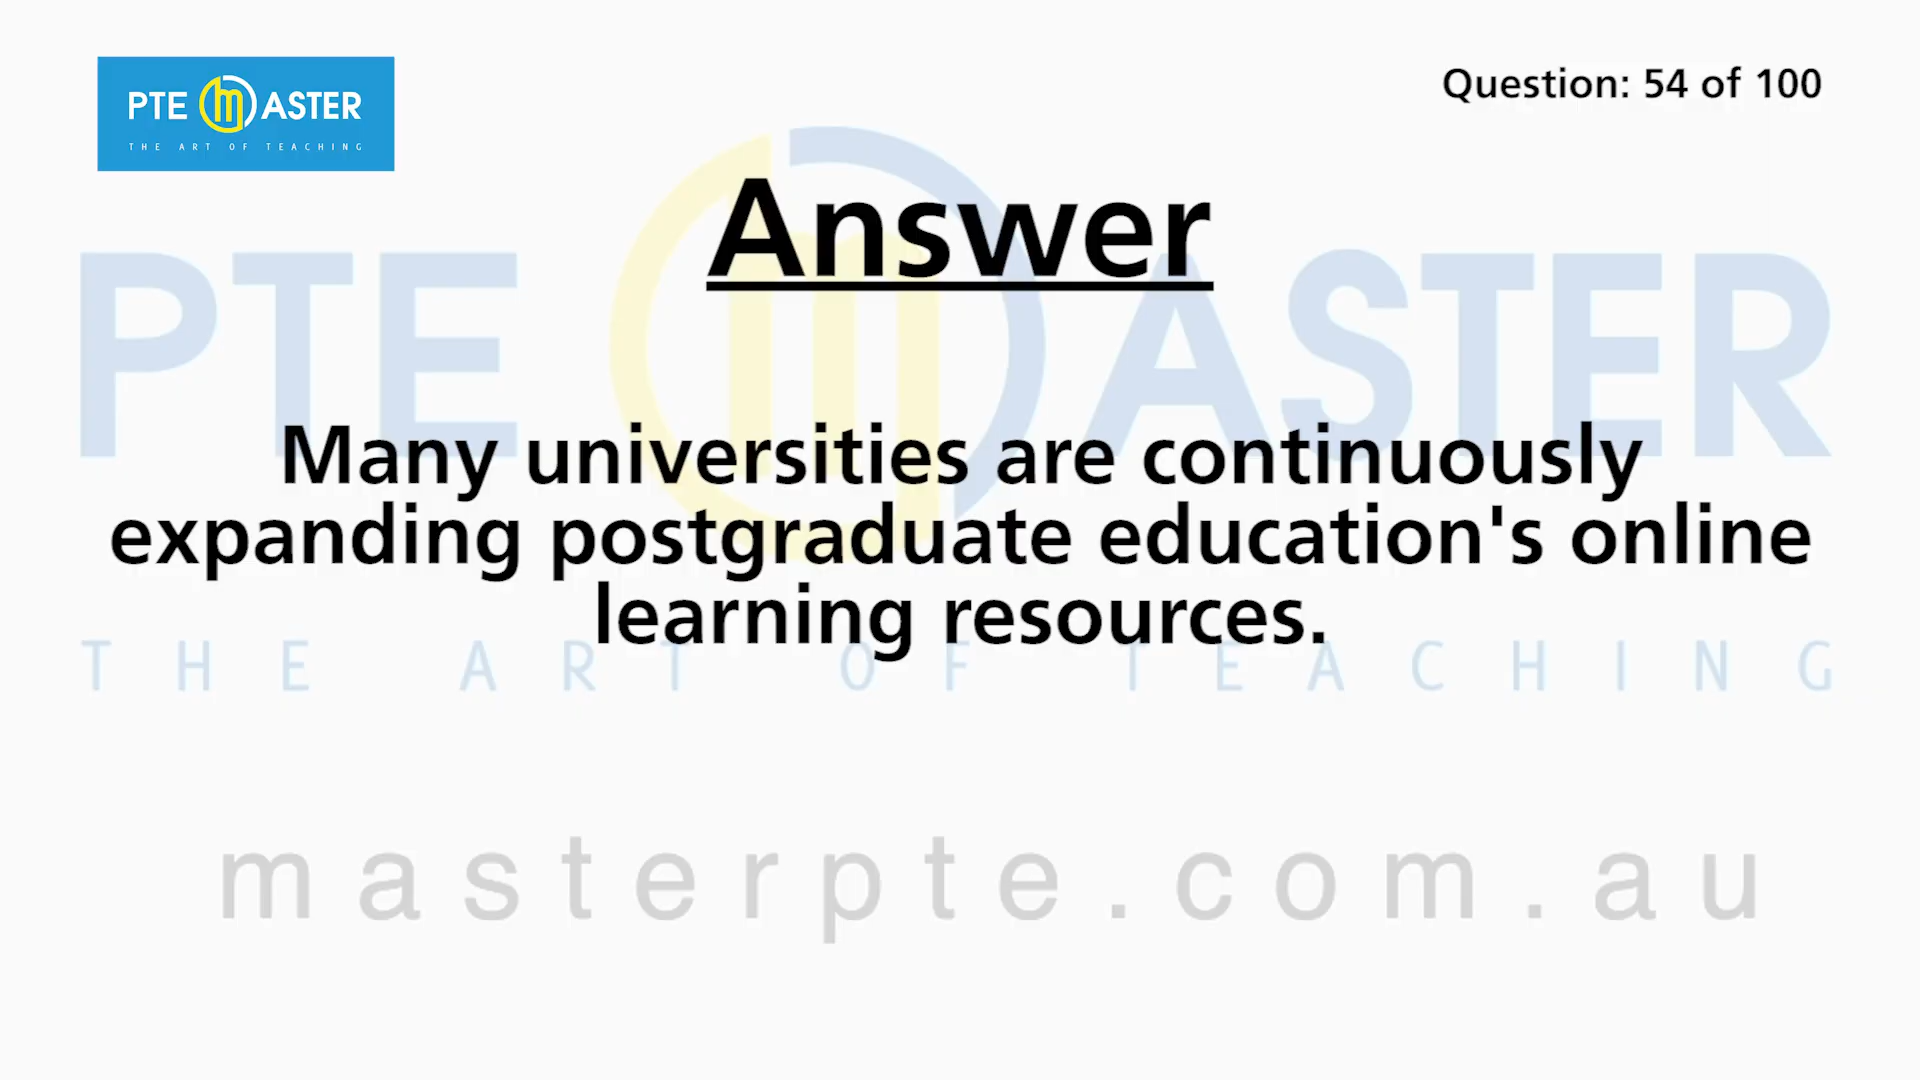 PTE MASTER
THE ART OF TEACHING
Question: 54 of 100
Answer
PTE MASTER
Many universities are continuously
expanding postgraduate education's online
learning resources.
THE ART OF TEACHING
masterpte.com.au